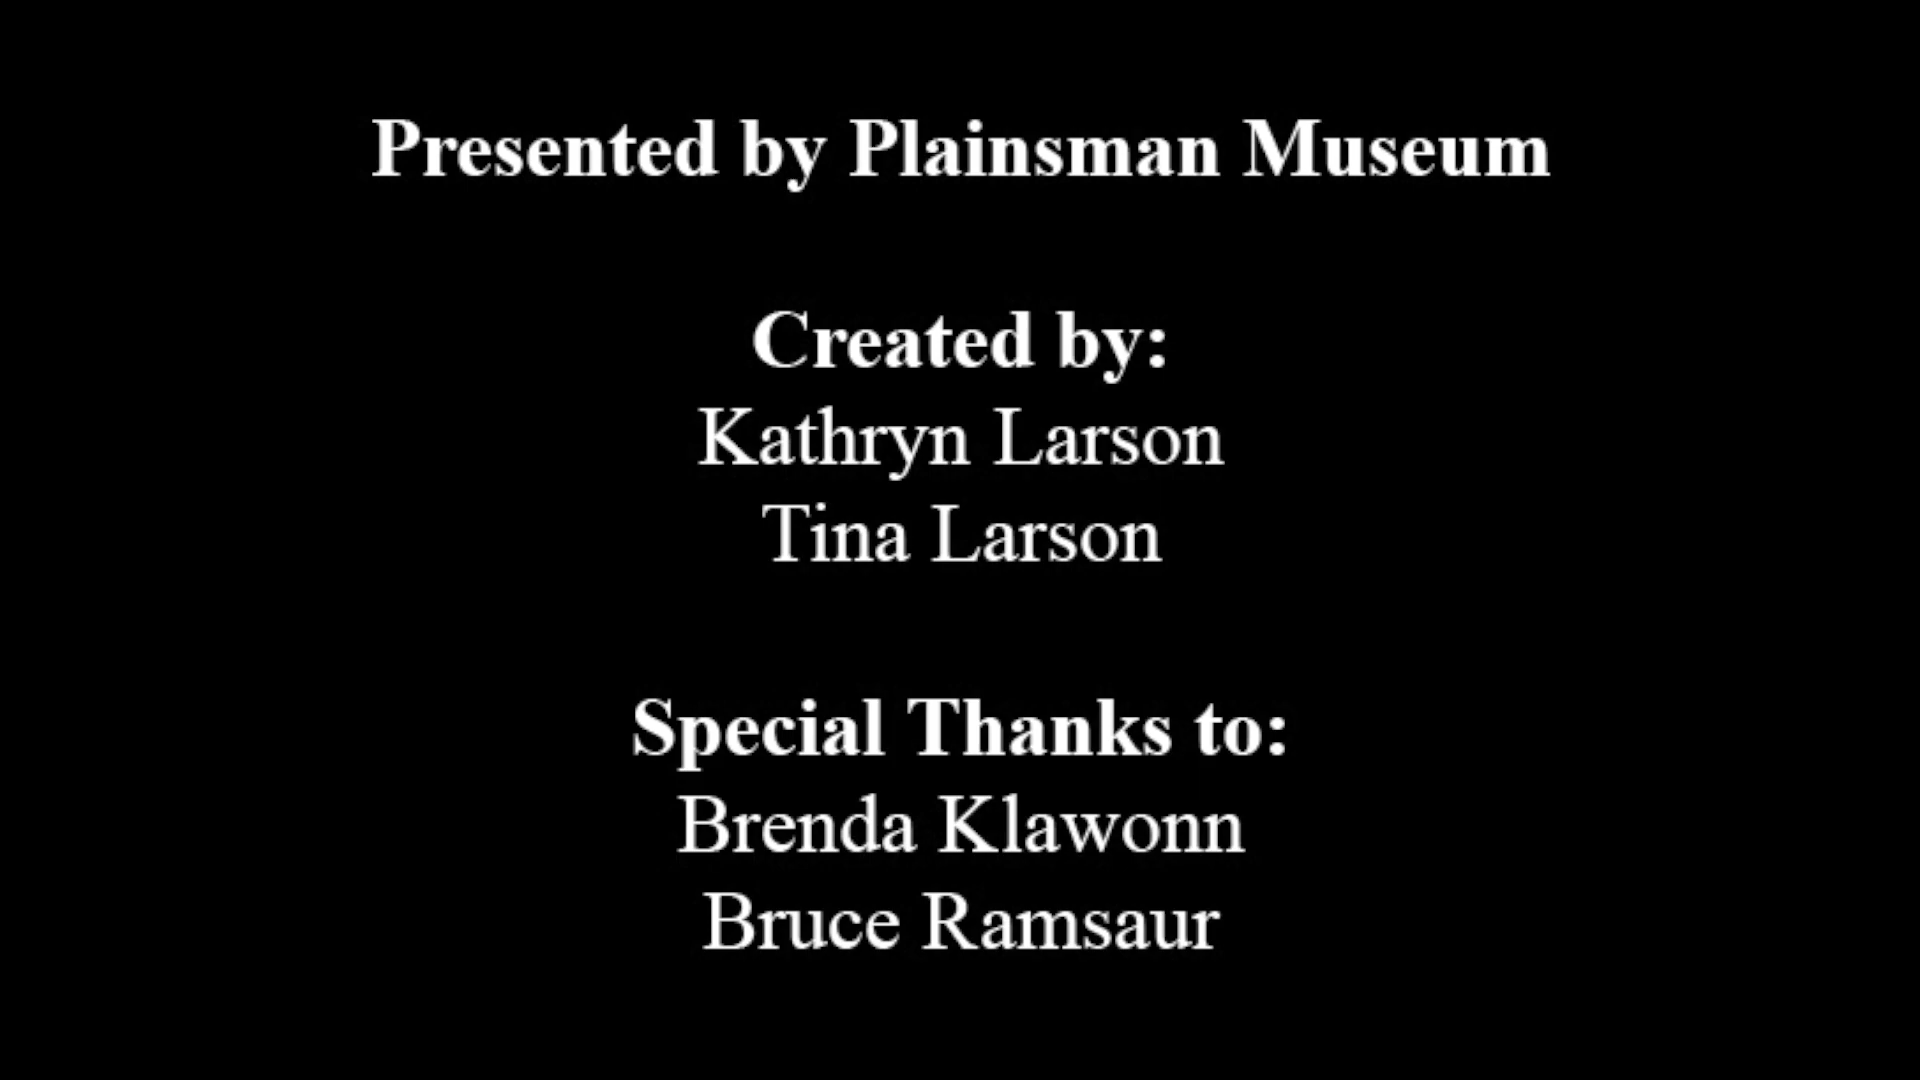 Presented by Plainsman Museum
Created by:
Kathryn Larson
Tina Larson
Special Thanks to:
Brenda Klawonn
Bruce Ramsaur